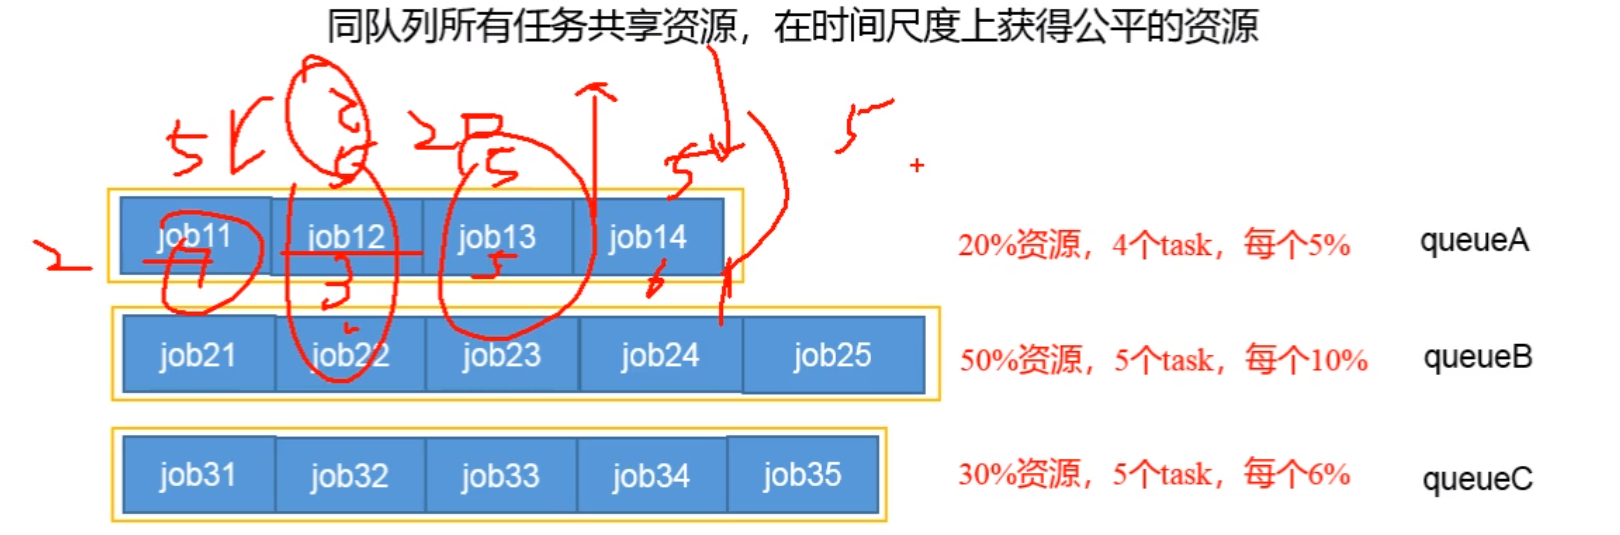 同队列所有任务共享资源，在时间尺度上获得公平的资源
5 2 2 5 5 5
job11 job12 job13 job14 20%资源，4个task，每个5% queueA
2 7 3 5 6
job21 job22 job23 job24 job25 50%资源，5个task，每个10% queueB
job31 job32 job33 job34 job35 30%资源，5个task，每个6% queueC